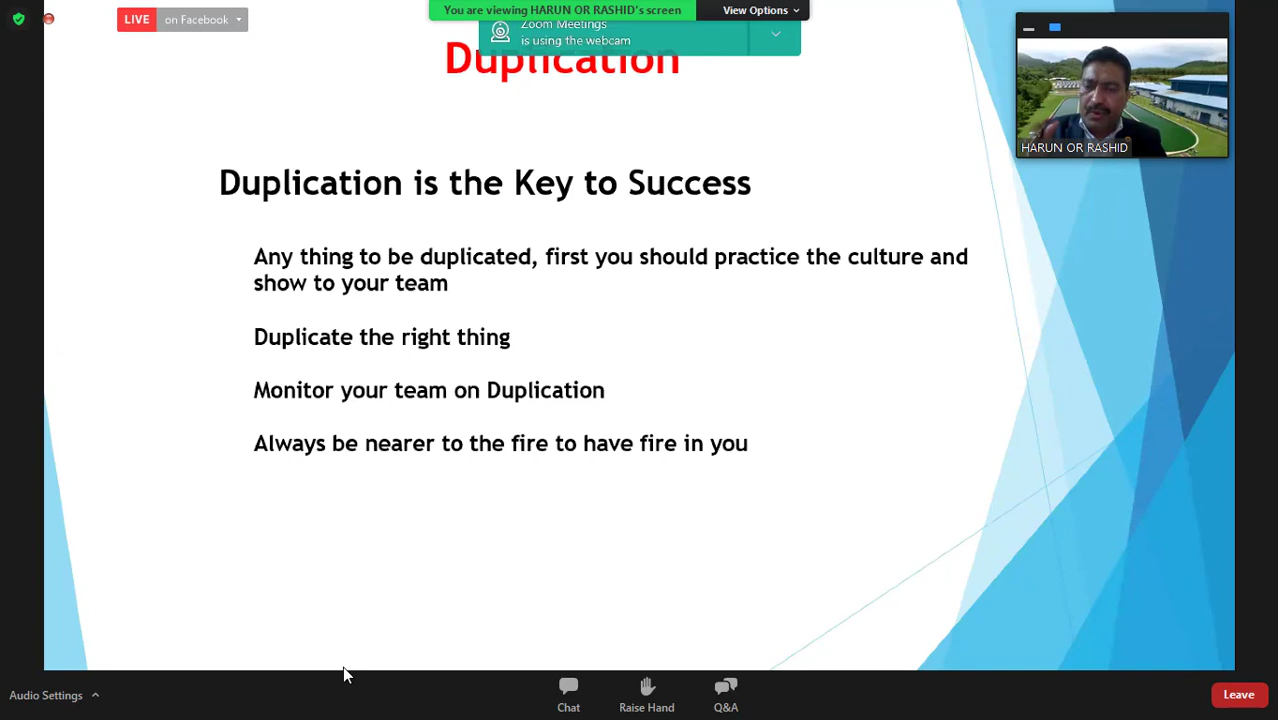 You are viewing HARUN OR RASHID's screen
View Options
LIVE on Facebook
Zoom Meetings
is using the webcam
Duplication
HARUN OR RASHID
Duplication is the Key to Success
Any thing to be duplicated, first you should practice the culture and
show to your team
Duplicate the right thing
Monitor your team on Duplication
Always be nearer to the fire to have fire in you
Audio Settings
Chat
Raise Hand
Q&A
Leave